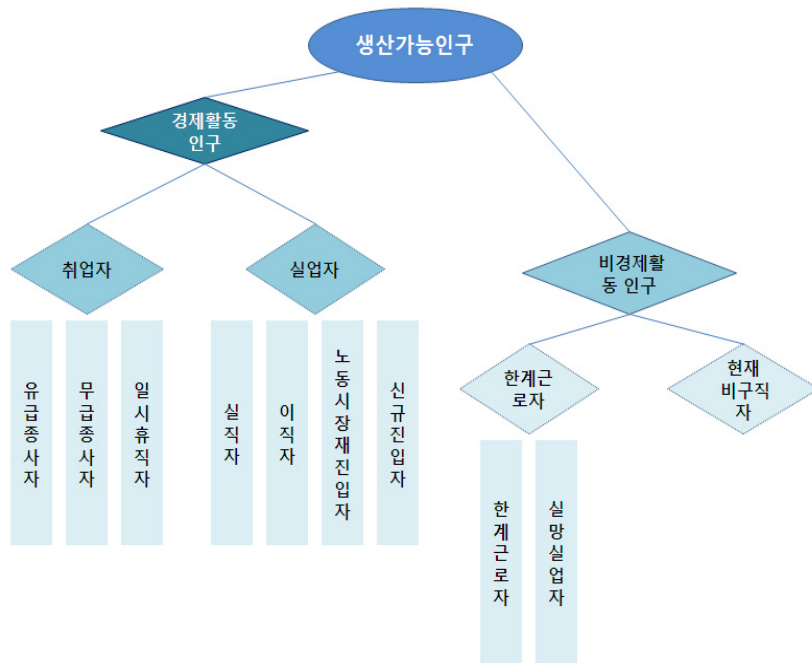 생산가능인구
경제활동
인구
취업자
실업자
비경제활
동 인구
한계근
로자
현재
비구직
자
유급종사자
무급종사자
일시휴직자
실직자
이직자
노동시장재진입자
신규진입자
한계근로자
실망실업자